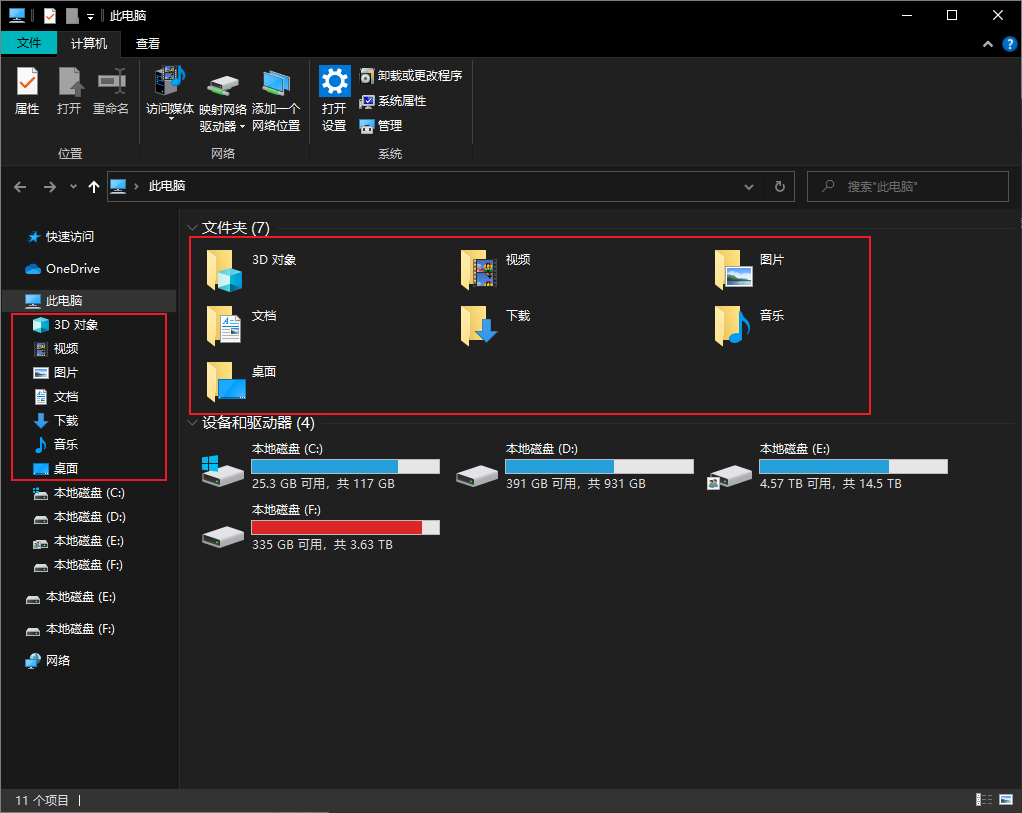 此电脑
文件 计算机 查看
属性 打开 重命名 访问媒体 映射网络驱动器 添加一个网络位置 打开设置 卸载或更改程序
系统属性
管理
位置 网络 系统
此电脑 搜索"此电脑"
快速访问
OneDrive
此电脑
3D 对象
视频
图片
文档
下载
音乐
桌面
本地磁盘 (C:)
本地磁盘 (D:)
本地磁盘 (E:)
本地磁盘 (F:)
本地磁盘 (E:)
本地磁盘 (F:)
网络
文件夹 (7)
3D 对象 视频 图片
文档 下载 音乐
桌面
设备和驱动器 (4)
本地磁盘 (C:) 本地磁盘 (D:) 本地磁盘 (E:)
25.3 GB 可用，共 117 GB 391 GB 可用，共 931 GB 4.57 TB 可用，共 14.5 TB
本地磁盘 (F:)
335 GB 可用，共 3.63 TB
11 个项目